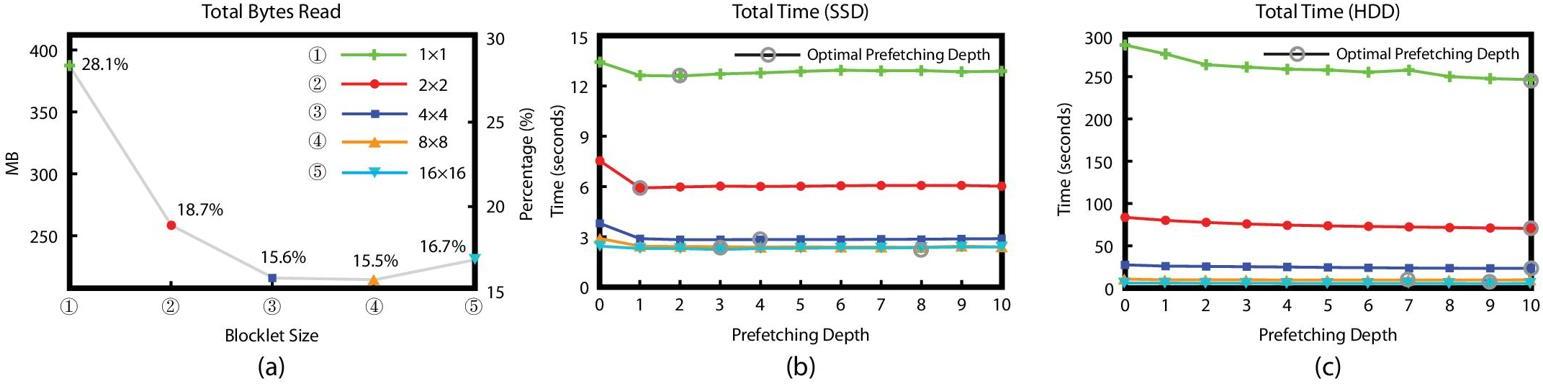 Total Bytes Read
400
350
300
250
MB
28.1%
18.7%
15.6%
15.5%
16.7%
① 1×1
② 2×2
③ 4×4
④ 8×8
⑤ 16×16
30
25
20
15
Percentage (%)
① ② ③ ④ ⑤
Blocklet Size
(a)
Total Time (SSD)
Optimal Prefetching Depth
15
12
9
6
3
0
Time (seconds)
0 1 2 3 4 5 6 7 8 9 10
Prefetching Depth
(b)
Total Time (HDD)
Optimal Prefetching Depth
300
250
200
150
100
50
0
Time (seconds)
0 1 2 3 4 5 6 7 8 9 10
Prefetching Depth
(c)